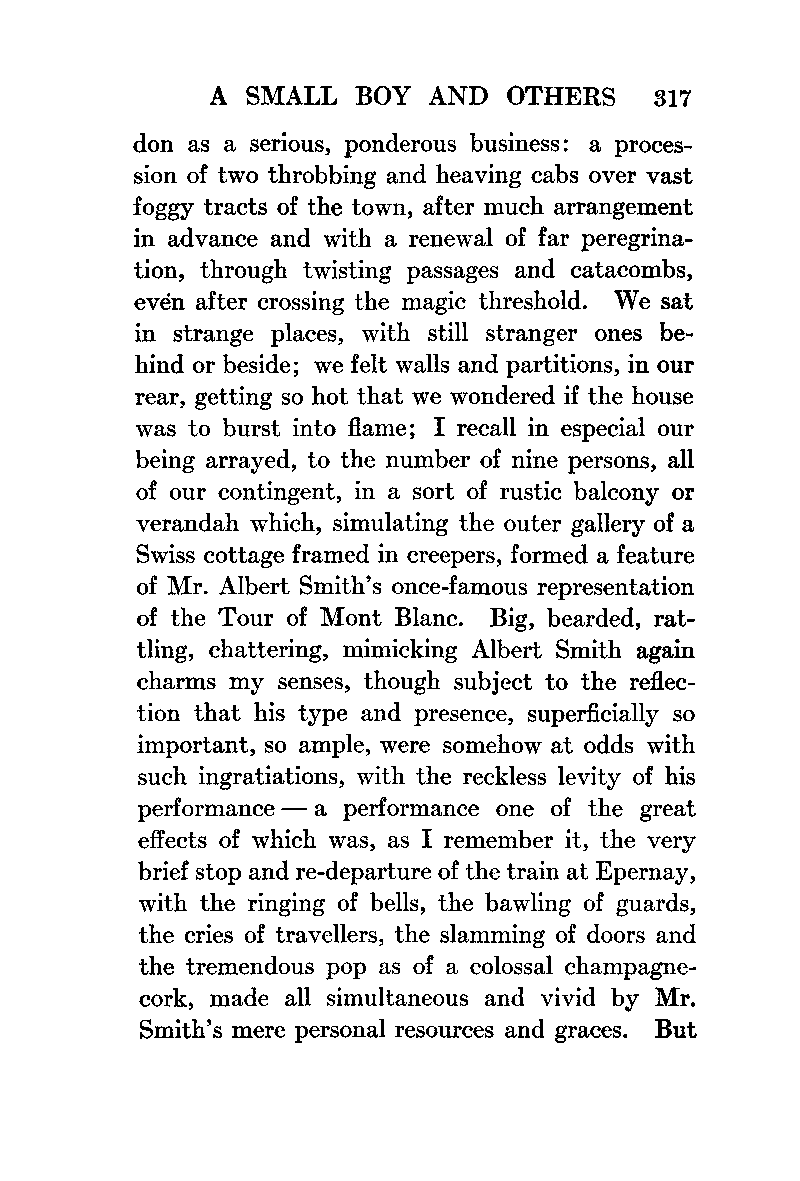 A SMALL BOY AND OTHERS 317
don as a serious, ponderous business: a proces-
sion of two throbbing and heaving cabs over vast
foggy tracts of the town, after much arrangement
in advance and with a renewal of far peregrina-
tion, through twisting passages and catacombs,
even after crossing the magic threshold. We sat
in strange places, with still stranger ones be-
hind or beside; we felt walls and partitions, in our
rear, getting so hot that we wondered if the house
was to burst into flame; I recall in especial our
being arrayed, to the number of nine persons, all
of our contingent, in a sort of rustic balcony or
verandah which, simulating the outer gallery of a
Swiss cottage framed in creepers, formed a feature
of Mr. Albert Smith's once-famous representation
of the Tour of Mont Blanc. Big, bearded, rat-
tling, chattering, mimicking Albert Smith again
charms my senses, though subject to the reflec-
tion that his type and presence, superficially so
important, so ample, were somehow at odds with
such ingratiations, with the reckless levity of his
performance — a performance one of the great
effects of which was, as I remember it, the very
brief stop and re-departure of the train at Epernay,
with the ringing of bells, the bawling of guards,
the cries of travellers, the slamming of doors and
the tremendous pop as of a colossal champagne-
cork, made all simultaneous and vivid by Mr.
Smith's mere personal resources and graces. But